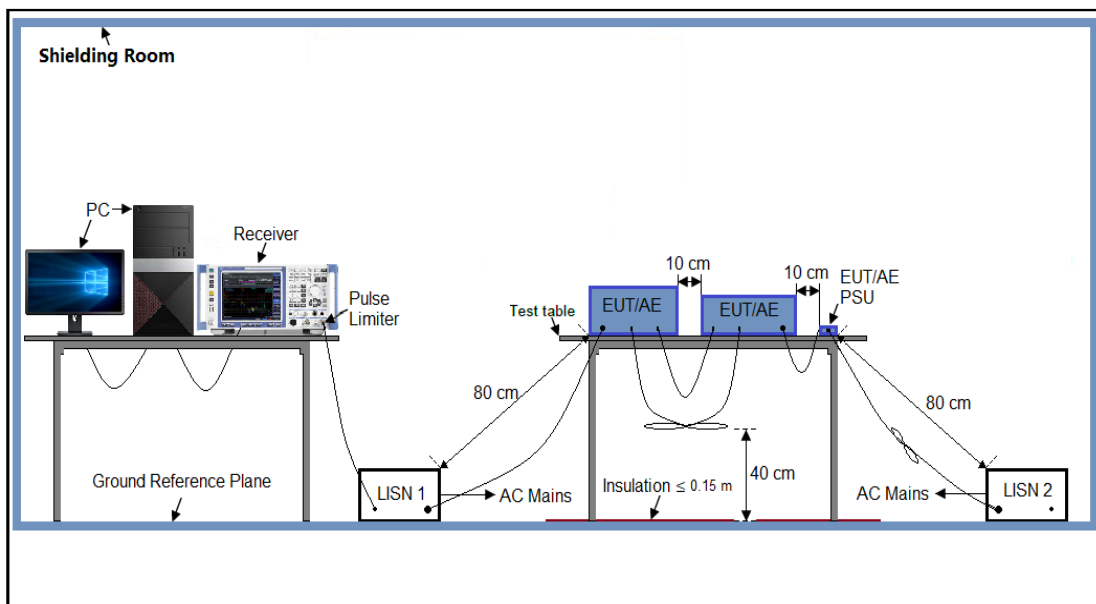 Shielding Room
PC
Receiver
Pulse
Limiter
10 cm
10 cm
EUT/AE
PSU
EUT/AE
EUT/AE
Test table
80 cm
80 cm
40 cm
Ground Reference Plane
LISN 1
AC Mains
Insulation ≤ 0.15 m
AC Mains
LISN 2